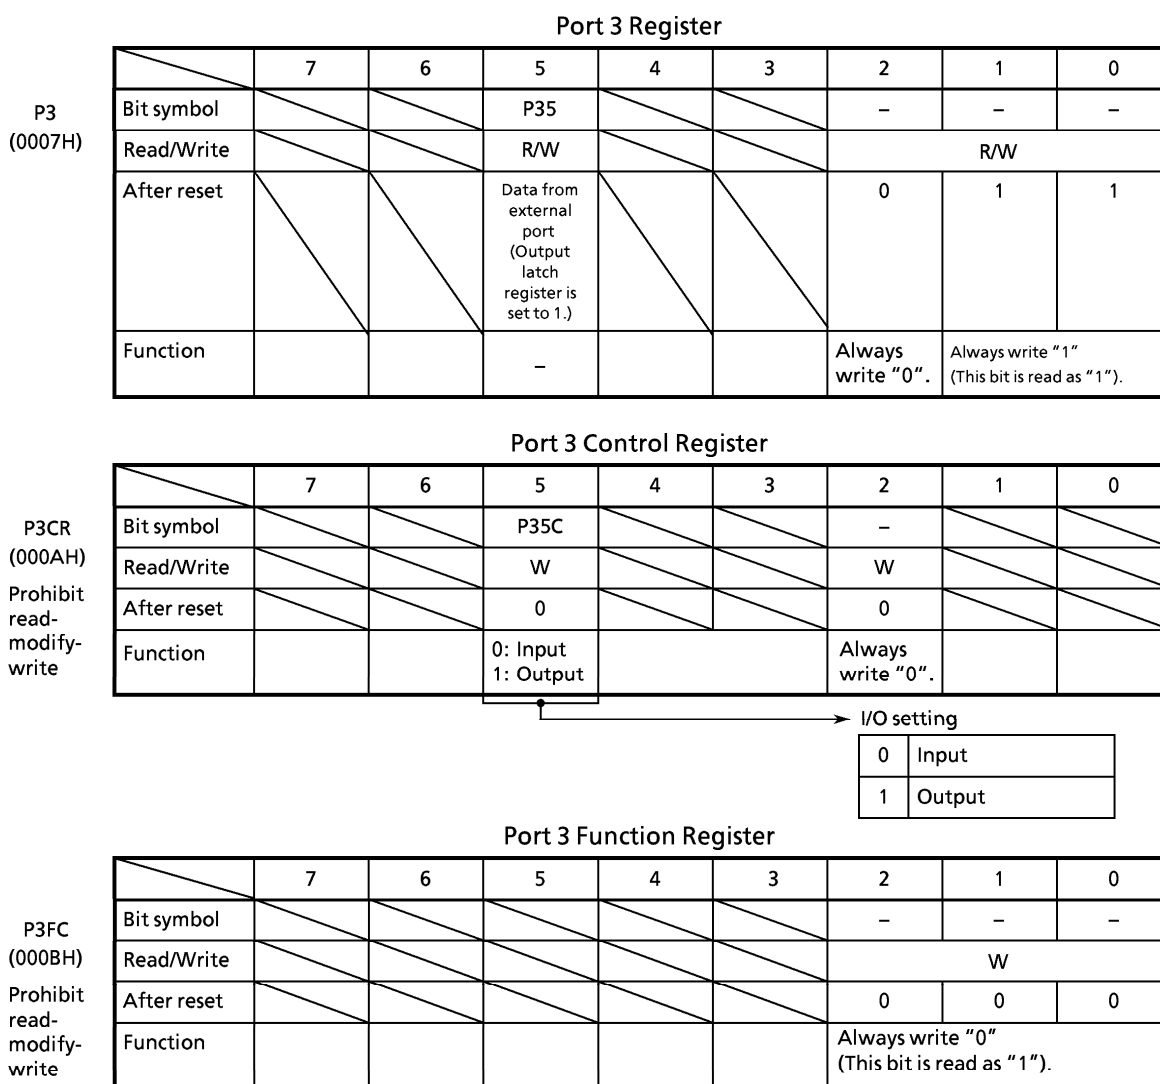 Port 3 Register
7 6 5 4 3 2 1 0
P3
(0007H)
Bit symbol P35 – – –
Read/Write R/W R/W
After reset Data from external port (Output latch register is set to 1.) 0 1 1
Function – Always write "0". Always write "1" (This bit is read as "1").
Port 3 Control Register
7 6 5 4 3 2 1 0
P3CR
(000AH)
Prohibit
read-
modify-
write
Bit symbol P35C –
Read/Write W W
After reset 0 0
Function 0: Input 1: Output Always write "0".
I/O setting
0 Input
1 Output
Port 3 Function Register
7 6 5 4 3 2 1 0
P3FC
(000BH)
Prohibit
read-
modify-
write
Bit symbol – – –
Read/Write W
After reset 0 0 0
Function Always write "0" (This bit is read as "1").